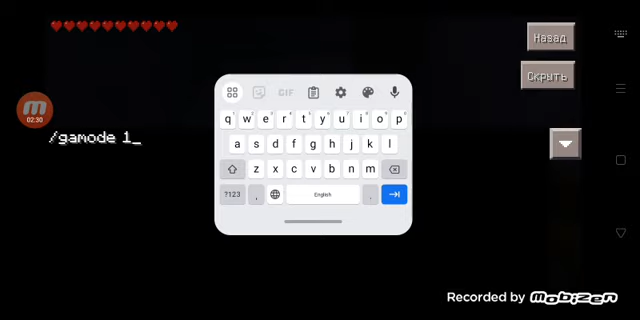 Назад
Скрыть
02:30
/gamode 1_
GIF
q w e r t y u i o p
a s d f g h j k l
z x c v b n m
?123 , English .
Recorded by mobizen